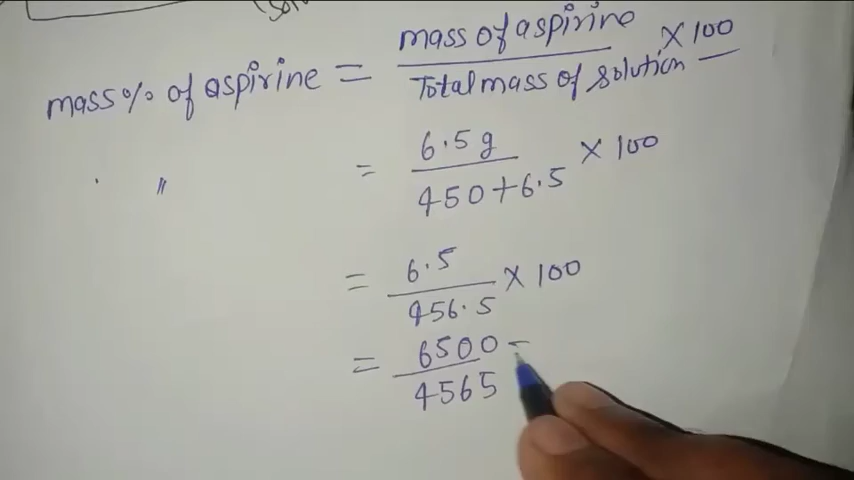 mass% of aspirine = mass of aspirine / Total mass of solution × 100
" = 6.5 g / 450 + 6.5 × 100
= 6.5 / 456.5 × 100
= 6500 / 4565